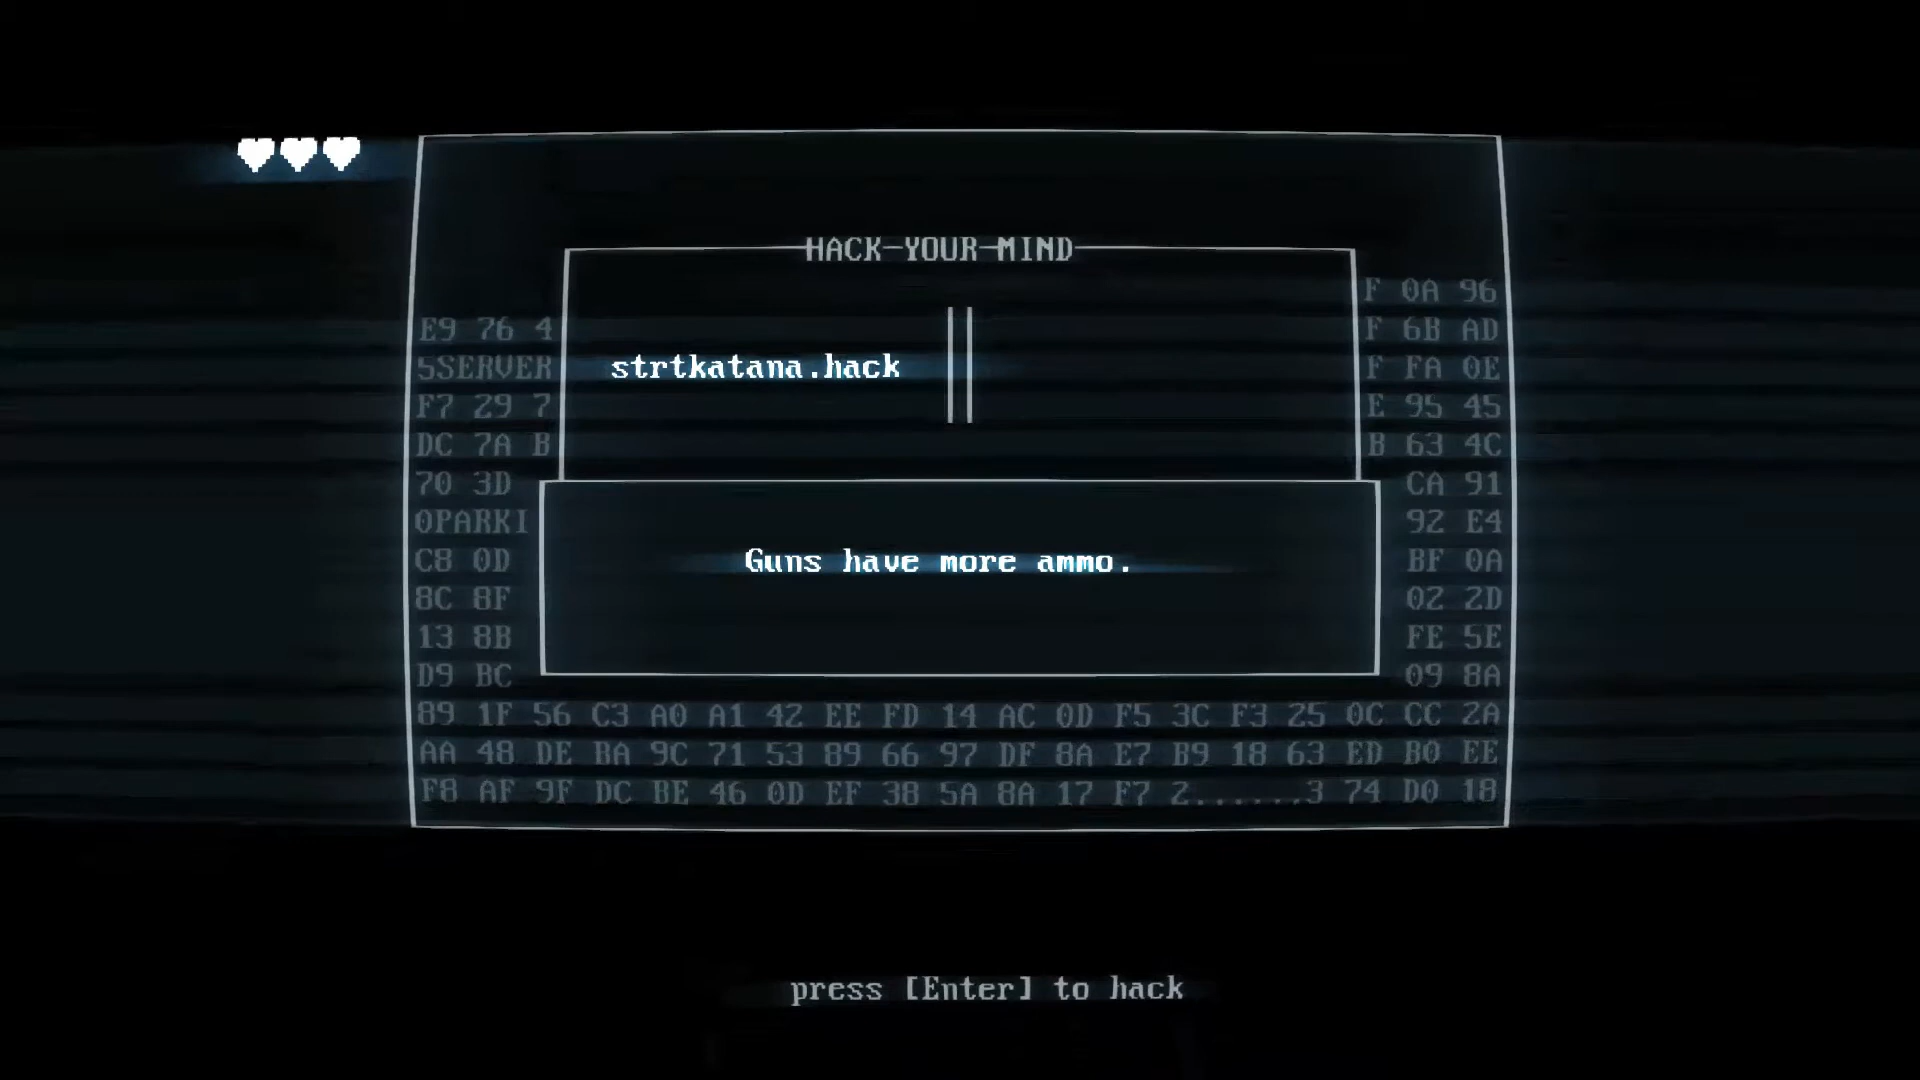 HACK-YOUR-MIND
F 0A 96
E9 76 4 F 6B AD
5SERVER strtkatana.hack F FA 0E
F7 29 7 E 95 45
DC 7A B B 63 4C
70 3D CA 91
0PARKI 92 E4
C8 0D Guns have more ammo. BF 0A
8C 8F 02 2D
13 8B FE 5E
D9 BC 09 8A
89 1F 56 C3 A0 A1 42 EE FD 14 AC 0D F5 3C F3 25 0C CC 2A
AA 48 DE BA 9C 71 53 89 66 97 DF 8A E7 B9 18 63 ED B0 EE
F8 AF 9F DC BE 46 0D EF 38 5A 8A 17 F7 2......3 74 D0 18
press [Enter] to hack